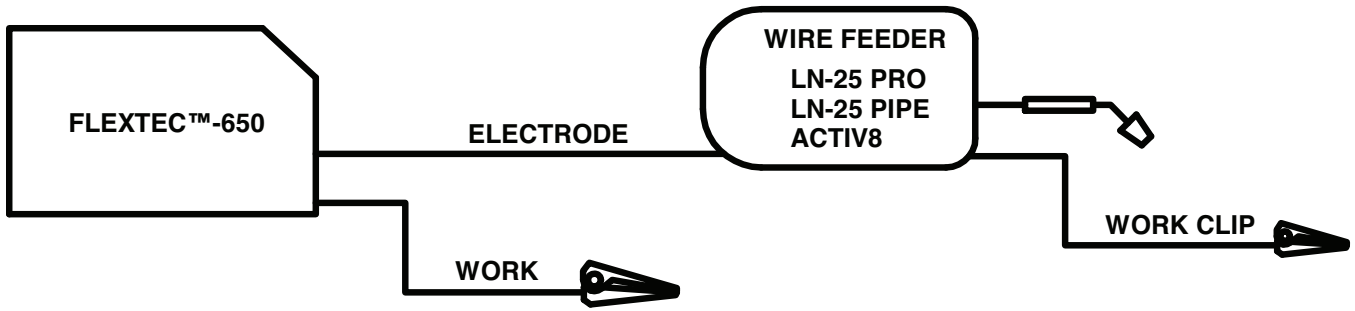 WIRE FEEDER
LN-25 PRO
LN-25 PIPE
ACTIV8
FLEXTEC™-650
ELECTRODE
WORK CLIP
WORK